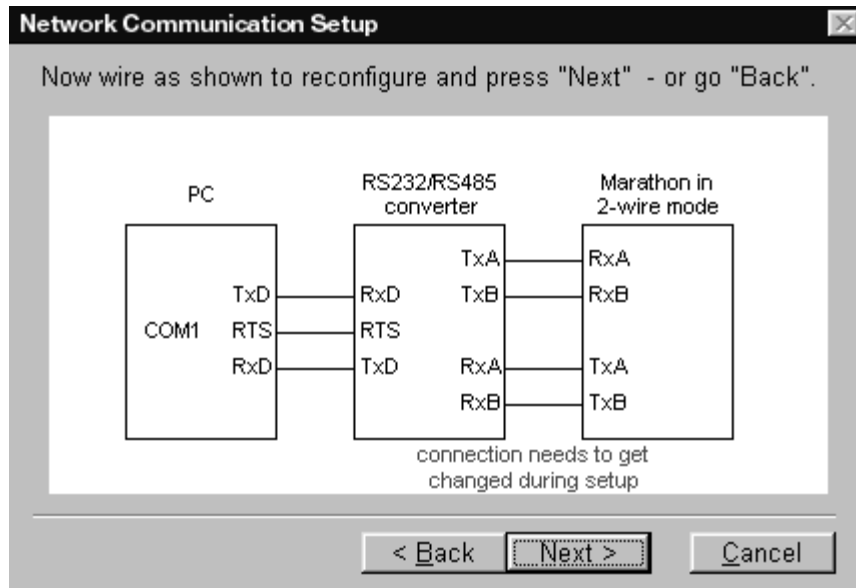 Network Communication Setup
Now wire as shown to reconfigure and press "Next" - or go "Back".
PC
RS232/RS485
converter
Marathon in
2-wire mode
TxA
RxA
TxD
RxD
TxB
RxB
COM1
RTS
RTS
RxD
TxD
RxA
TxA
RxB
TxB
connection needs to get
changed during setup
< Back
Next >
Cancel